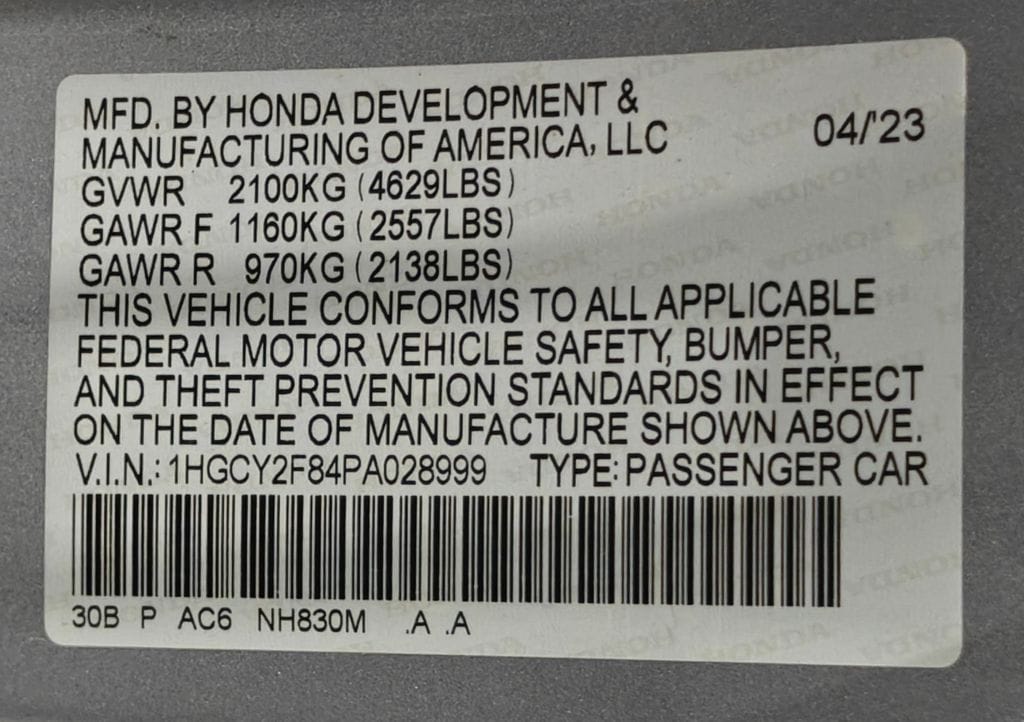 MFD. BY HONDA DEVELOPMENT &
MANUFACTURING OF AMERICA, LLC 04/'23
GVWR 2100KG (4629LBS)
GAWR F 1160KG (2557LBS)
GAWR R 970KG (2138LBS)
THIS VEHICLE CONFORMS TO ALL APPLICABLE
FEDERAL MOTOR VEHICLE SAFETY, BUMPER,
AND THEFT PREVENTION STANDARDS IN EFFECT
ON THE DATE OF MANUFACTURE SHOWN ABOVE.
V.I.N.: 1HGCY2F84PA028999 TYPE: PASSENGER CAR
30B P AC6 NH830M .A .A